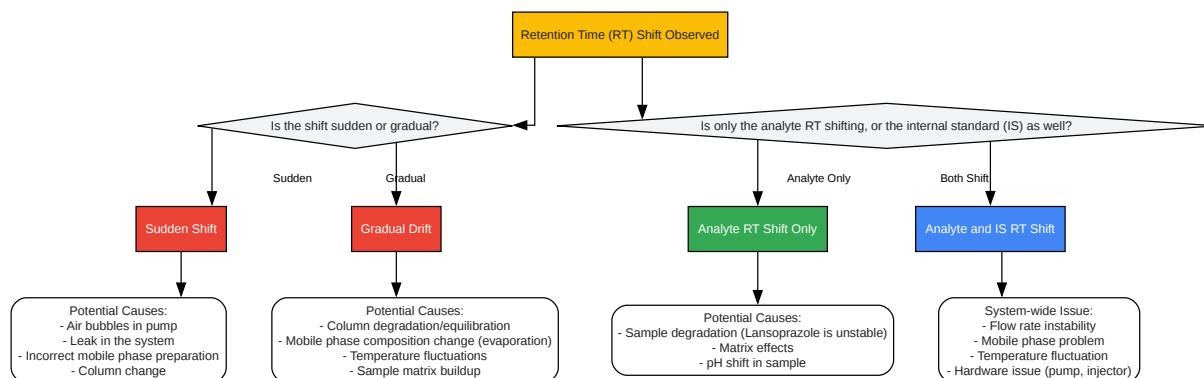 Retention Time (RT) Shift Observed
Is the shift sudden or gradual?
Is only the analyte RT shifting, or the internal standard (IS) as well?
Sudden
Gradual
Analyte Only
Both Shift
Sudden Shift
Gradual Drift
Analyte RT Shift Only
Analyte and IS RT Shift
Potential Causes:
- Air bubbles in pump
- Leak in the system
- Incorrect mobile phase preparation
- Column change
Potential Causes:
- Column degradation/equilibration
- Mobile phase composition change (evaporation)
- Temperature fluctuations
- Sample matrix buildup
Potential Causes:
- Sample degradation (Lansoprazole is unstable)
- Matrix effects
- pH shift in sample
System-wide Issue:
- Flow rate instability
- Mobile phase problem
- Temperature fluctuation
- Hardware issue (pump, injector)